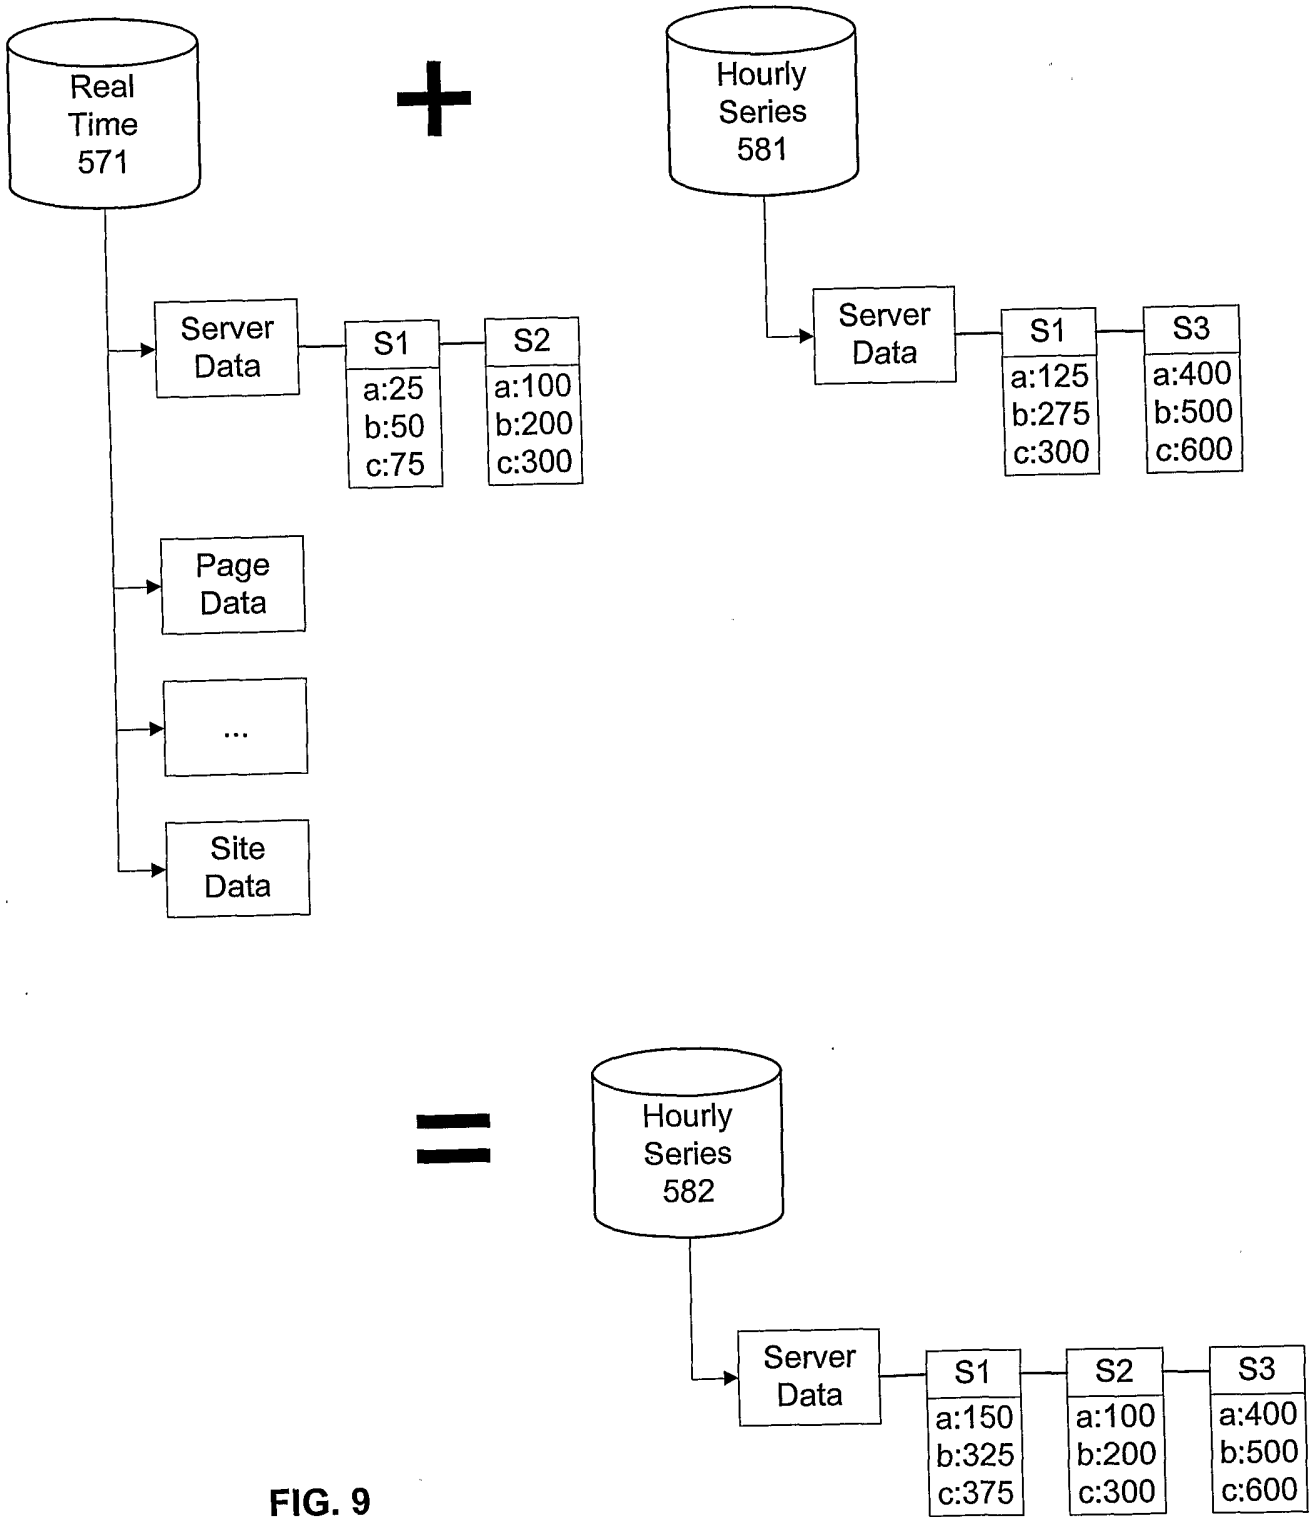 Real
Time
571
+
Hourly
Series
581
Server
Data
S1
a:25
b:50
c:75
S2
a:100
b:200
c:300
Server
Data
S1
a:125
b:275
c:300
S3
a:400
b:500
c:600
Page
Data
...
Site
Data
=
Hourly
Series
582
Server
Data
S1
a:150
b:325
c:375
S2
a:100
b:200
c:300
S3
a:400
b:500
c:600
FIG. 9